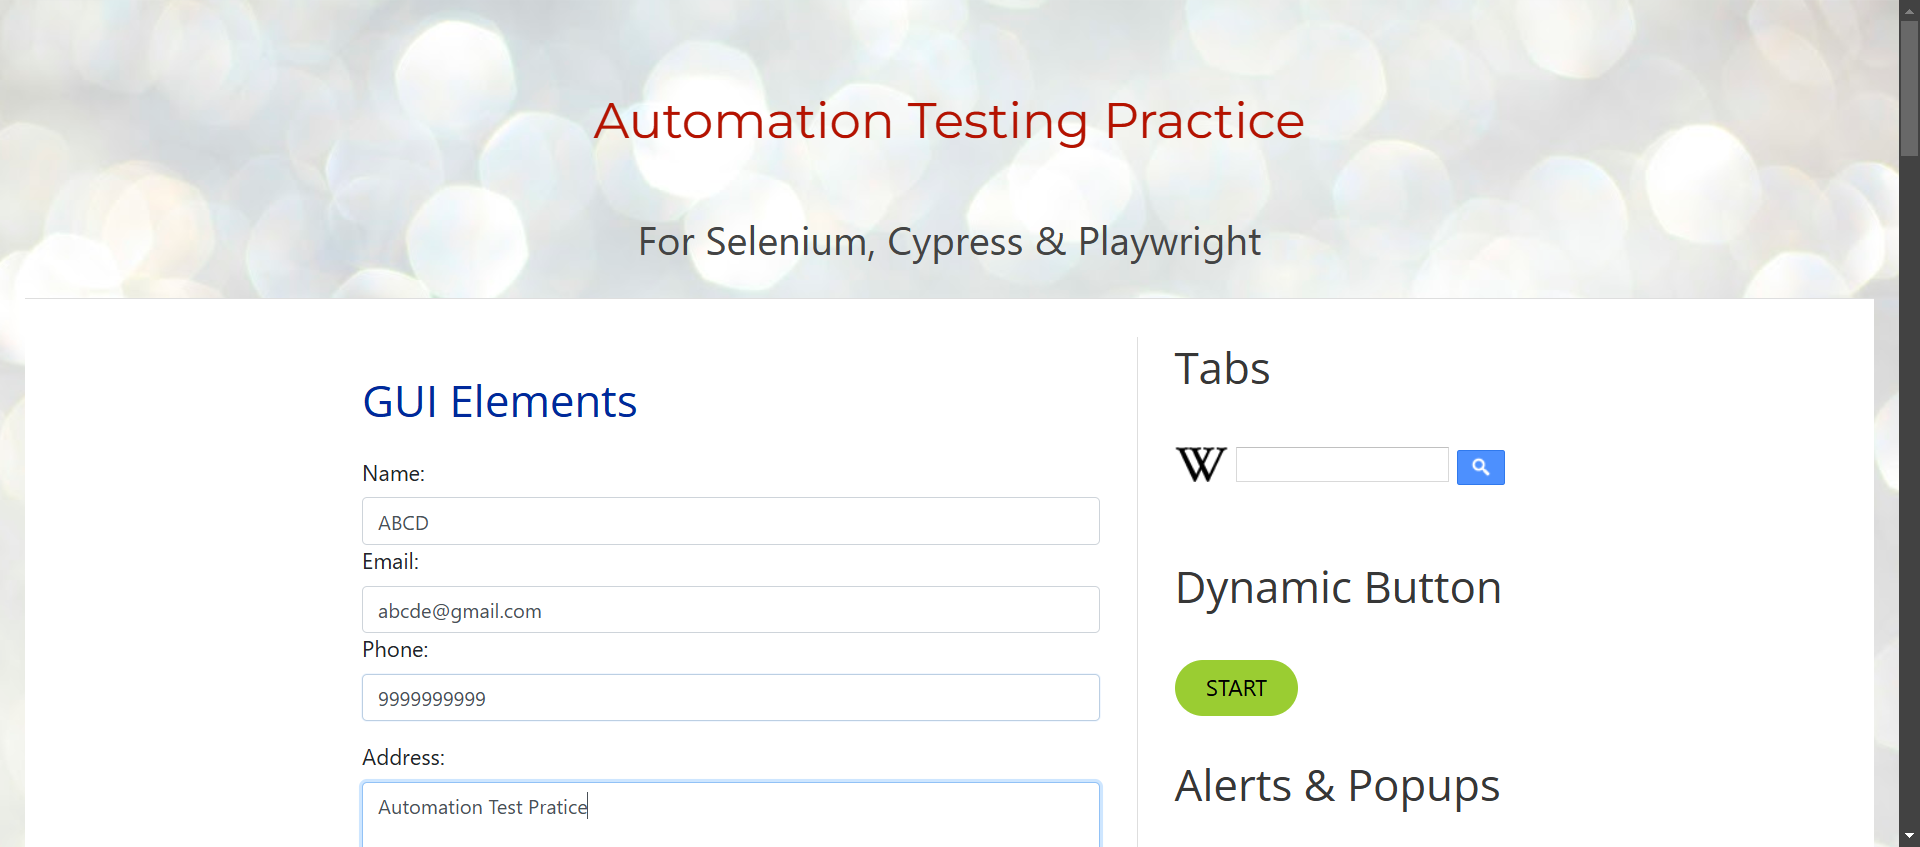 Automation Testing Practice
For Selenium, Cypress & Playwright
GUI Elements
Name:
ABCD
Email:
abcde@gmail.com
Phone:
9999999999
Address:
Automation Test Pratice
Tabs
W
Dynamic Button
START
Alerts & Popups